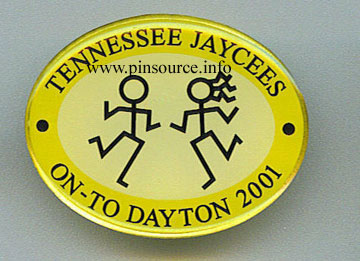 TENNESSEE JAYCEES
www.pinsource.info
ON-TO DAYTON 2001